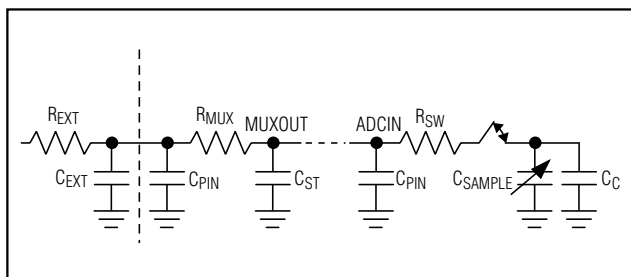 REXT
RMUX
MUXOUT
ADCIN
RSW
CEXT
CPIN
CST
CPIN
CSAMPLE
CC